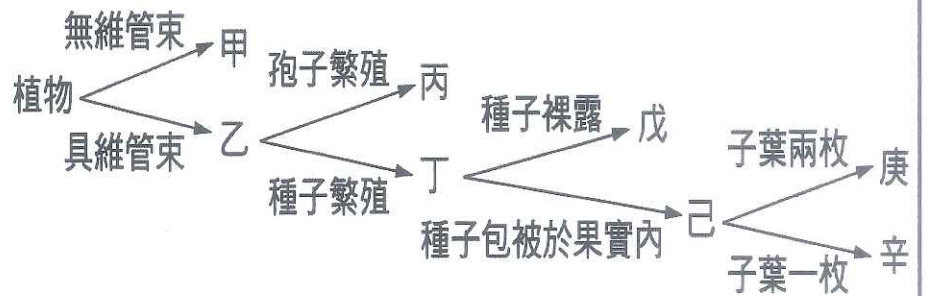 無維管束
甲
植物
孢子繁殖
丙
具維管束
乙
種子裸露
戊
種子繁殖
丁
子葉兩枚
庚
種子包被於果實內
己
子葉一枚
辛